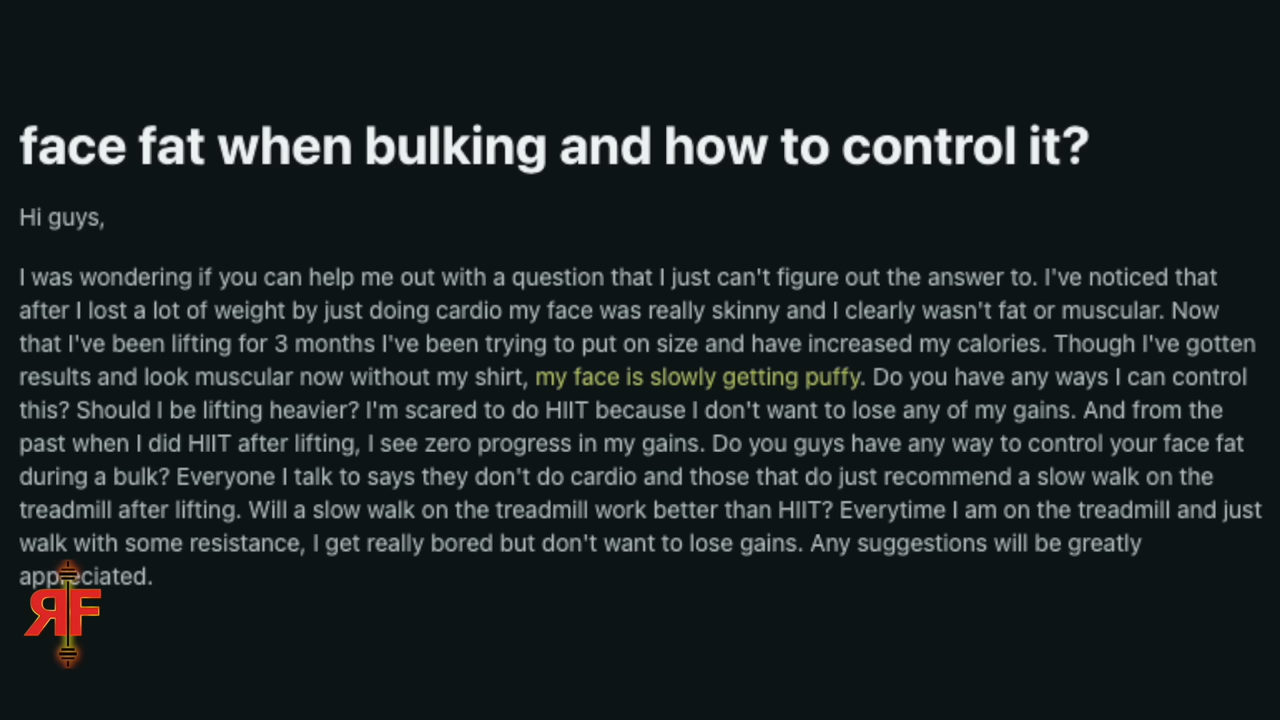 face fat when bulking and how to control it?
Hi guys,
I was wondering if you can help me out with a question that I just can't figure out the answer to. I've noticed that
after I lost a lot of weight by just doing cardio my face was really skinny and I clearly wasn't fat or muscular. Now
that I've been lifting for 3 months I've been trying to put on size and have increased my calories. Though I've gotten
results and look muscular now without my shirt, my face is slowly getting puffy. Do you have any ways I can control
this? Should I be lifting heavier? I'm scared to do HIIT because I don't want to lose any of my gains. And from the
past when I did HIIT after lifting, I see zero progress in my gains. Do you guys have any way to control your face fat
during a bulk? Everyone I talk to says they don't do cardio and those that do just recommend a slow walk on the
treadmill after lifting. Will a slow walk on the treadmill work better than HIIT? Everytime I am on the treadmill and just
walk with some resistance, I get really bored but don't want to lose gains. Any suggestions will be greatly
appreciated.
RF